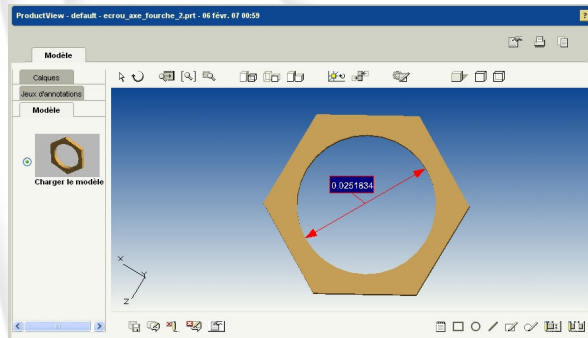 ProductView - default - ecrou_axe_fourche_2.prt - 06 févr. 07 00:59
?
Modèle
Calques
Jeux d'annotations
Modèle
Charger le modèle
0.0251634
X
Y
Z